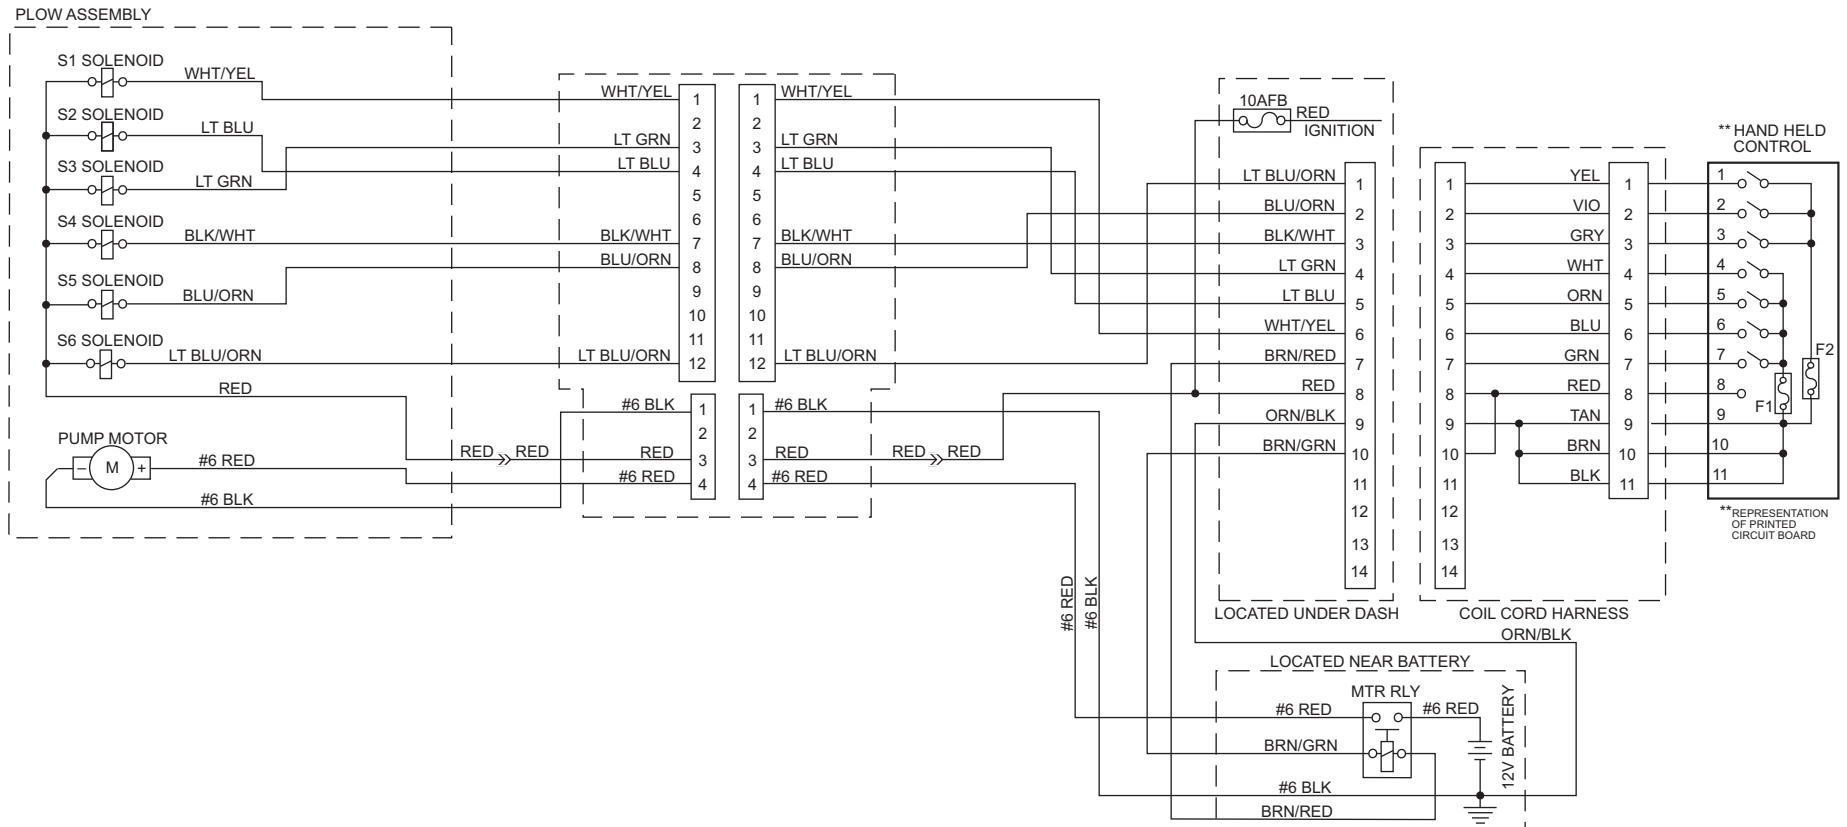 PLOW ASSEMBLY
S1 SOLENOID
WHT/YEL
S2 SOLENOID
LT BLU
S3 SOLENOID
LT GRN
S4 SOLENOID
BLK/WHT
S5 SOLENOID
BLU/ORN
S6 SOLENOID
LT BLU/ORN
RED
PUMP MOTOR
– M +
#6 RED
#6 BLK
RED RED
WHT/YEL 1
2
LT GRN 3
LT BLU 4
5
6
BLK/WHT 7
BLU/ORN 8
9
10
11
LT BLU/ORN 12
#6 BLK 1
2
RED 3
#6 RED 4
1 WHT/YEL
2
3 LT GRN
4 LT BLU
5
6
7 BLK/WHT
8 BLU/ORN
9
10
11
12 LT BLU/ORN
1 #6 BLK
2
3 RED
4 #6 RED
RED RED
#6 RED
#6 BLK
10AFB
RED
IGNITION
LT BLU/ORN 1
BLU/ORN 2
BLK/WHT 3
LT GRN 4
LT BLU 5
WHT/YEL 6
BRN/RED 7
RED 8
ORN/BLK 9
BRN/GRN 10
11
12
13
14
LOCATED UNDER DASH
1 YEL 1
2 VIO 2
3 GRY 3
4 WHT 4
5 ORN 5
6 BLU 6
7 GRN 7
8 RED 8
9 TAN 9
10 BRN 10
11 BLK 11
12
13
14
COIL CORD HARNESS
** HAND HELD
CONTROL
1
2
3
4
5
6
7
8
9
10
11
F1
F2
**REPRESENTATION
OF PRINTED
CIRCUIT BOARD
ORN/BLK
LOCATED NEAR BATTERY
MTR RLY
#6 RED
#6 RED
BRN/GRN
12V BATTERY
#6 BLK
BRN/RED